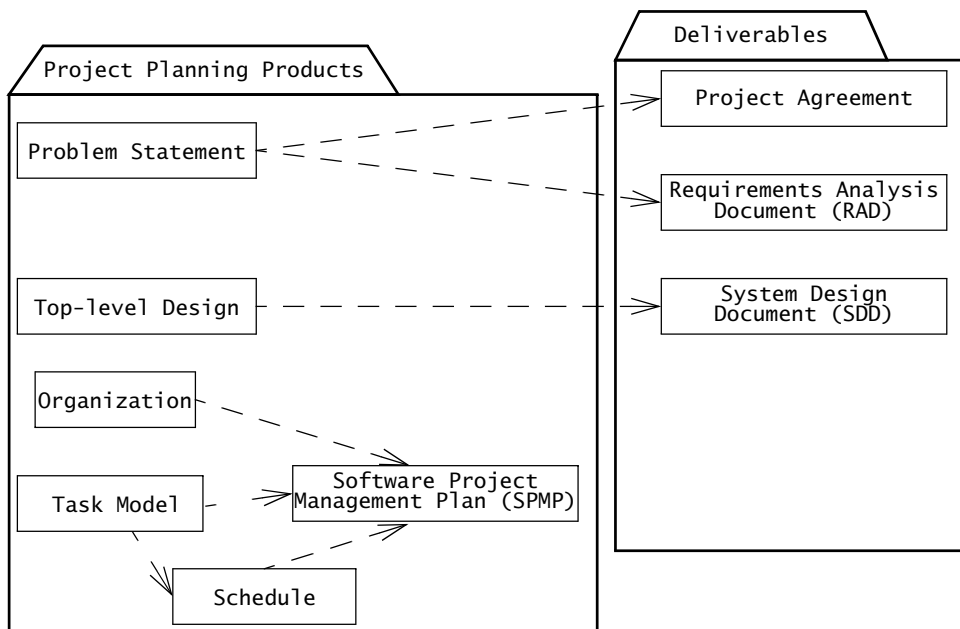 Deliverables
Project Planning Products
Project Agreement
Problem Statement
Requirements Analysis
Document (RAD)
Top-level Design
System Design
Document (SDD)
Organization
Software Project
Management Plan (SPMP)
Task Model
Schedule